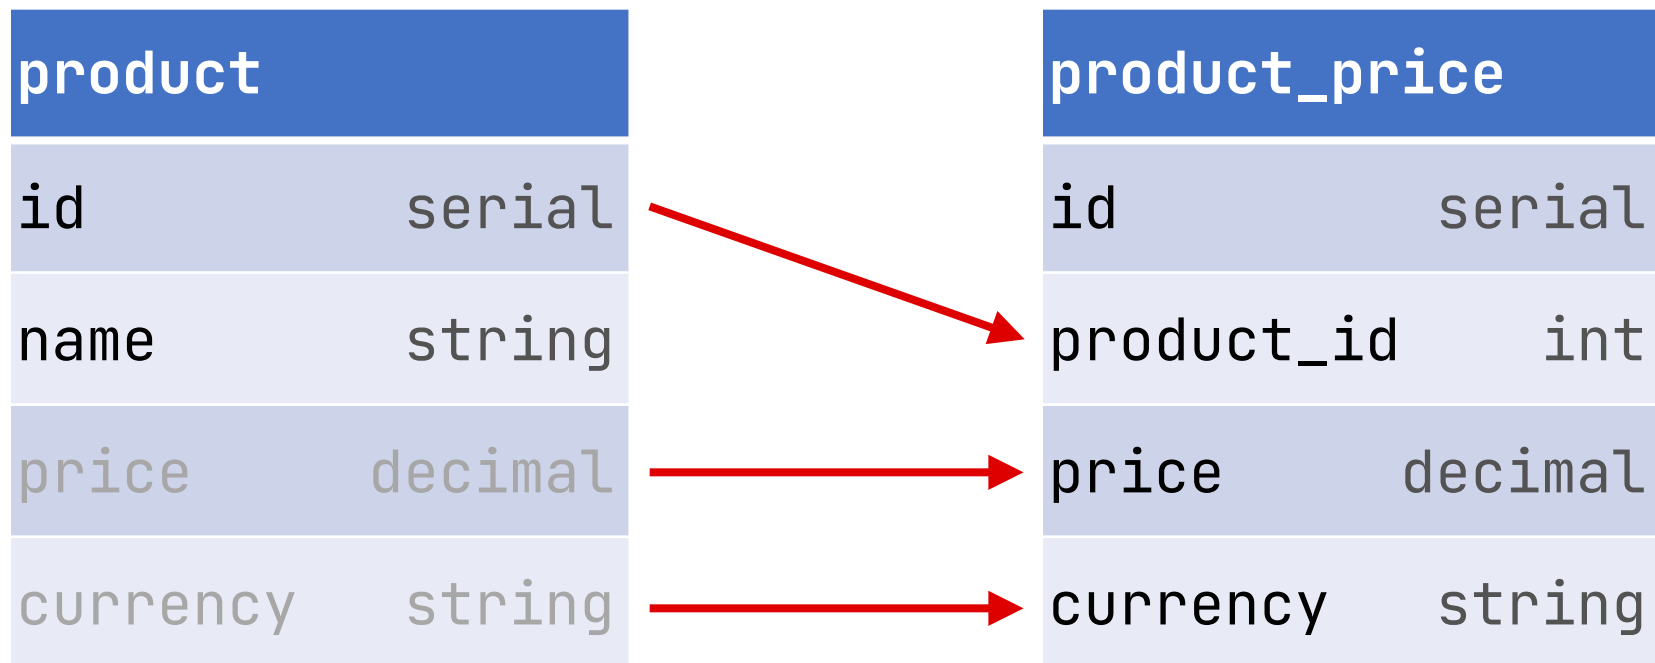 product
id serial
name string
price decimal
currency string
product_price
id serial
product_id int
price decimal
currency string